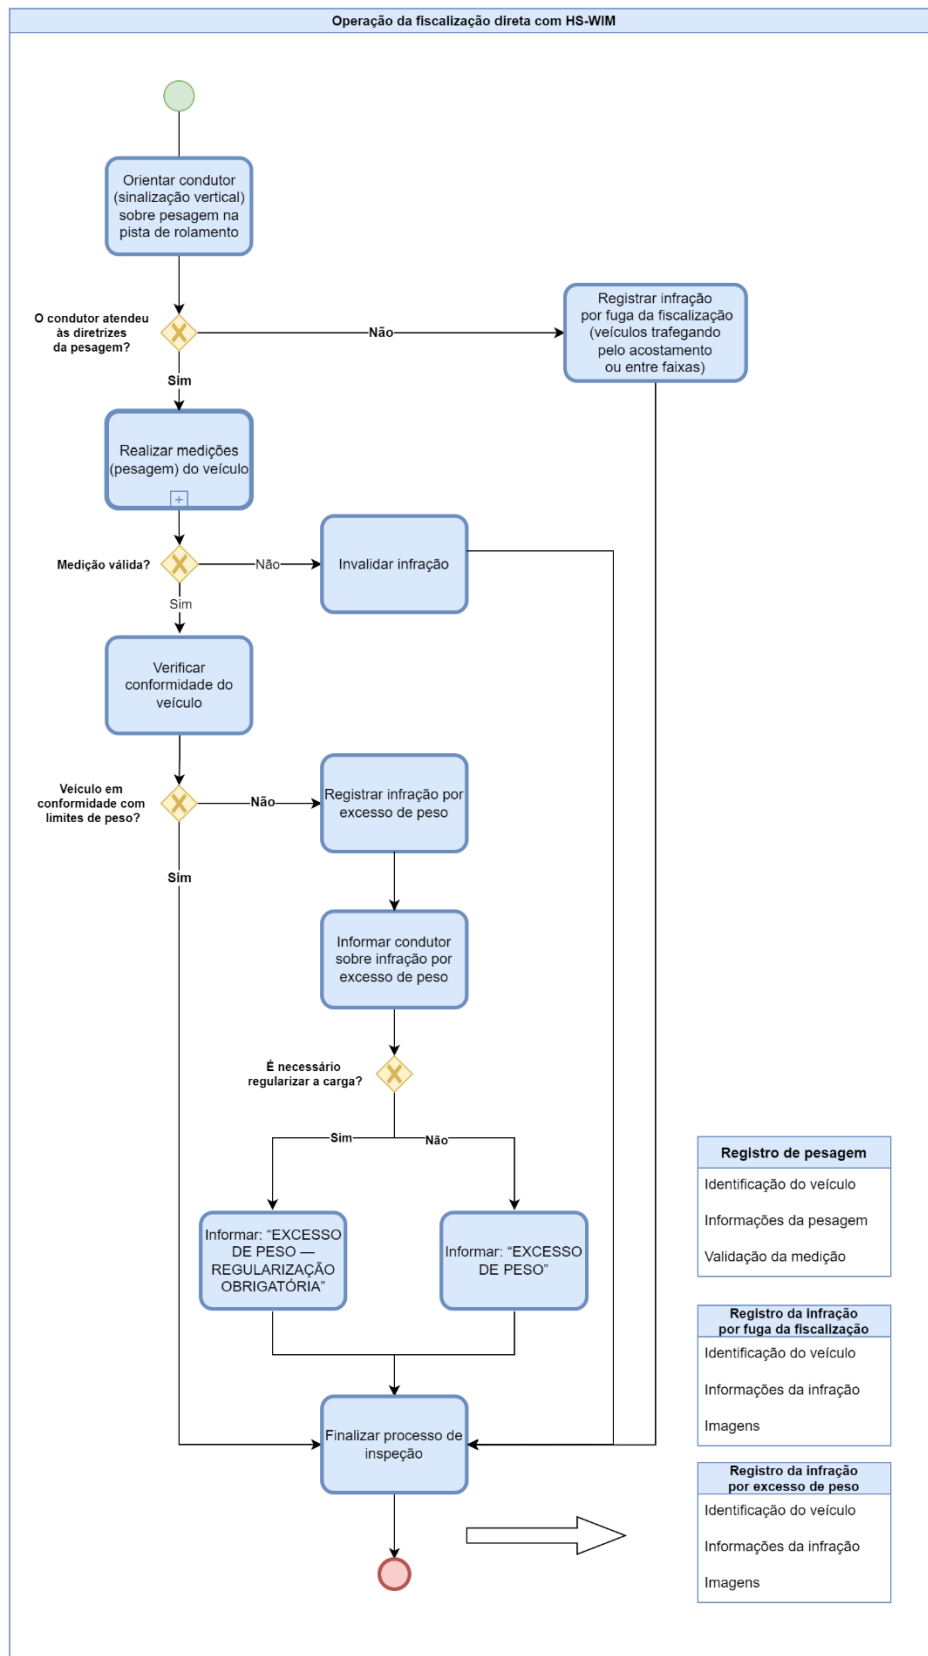 Operação da fiscalização direta com HS-WIM
Orientar condutor
(sinalização vertical)
sobre pesagem na
pista de rolamento
O condutor atendeu
às diretrizes
da pesagem?
Não
Registrar infração
por fuga da fiscalização
(veículos trafegando
pelo acostamento
ou entre faixas)
Sim
Realizar medições
(pesagem) do veículo
Medição válida?
Não
Invalidar infração
Sim
Verificar
conformidade do
veículo
Veiculo em
conformidade com
limites de peso?
Não
Registrar infração por
excesso de peso
Sim
Informar condutor
sobre infração por
excesso de peso
É necessário
regularizar a carga?
Sim
Não
Informar: “EXCESSO
DE PESO —
REGULARIZAÇÃO
OBRIGATÓRIA”
Informar: “EXCESSO
DE PESO”
Finalizar processo de
inspeção
Registro de pesagem
Identificação do veículo
Informações da pesagem
Validação da medição
Registro da infração
por fuga da fiscalização
Identificação do veículo
Informações da infração
Imagens
Registro da infração
por excesso de peso
Identificação do veículo
Informações da infração
Imagens